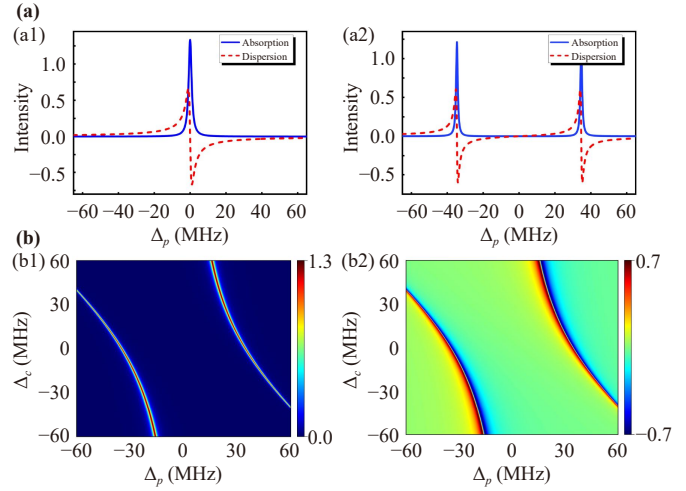 (a)
(a1)
Intensity
1.0
0.5
0.0
−0.5
Absorption
Dispersion
−60 −40 −20 0 20 40 60
Δp (MHz)
(a2)
Intensity
1.0
0.5
0.0
−0.5
Absorption
Dispersion
−60 −40 −20 0 20 40 60
Δp (MHz)
(b)
(b1)
Δc (MHz)
60
30
0
−30
−60
−60 −30 0 30 60
Δp (MHz)
1.3
0.0
(b2)
Δc (MHz)
60
30
0
−30
−60
−60 −30 0 30 60
Δp (MHz)
0.7
−0.7